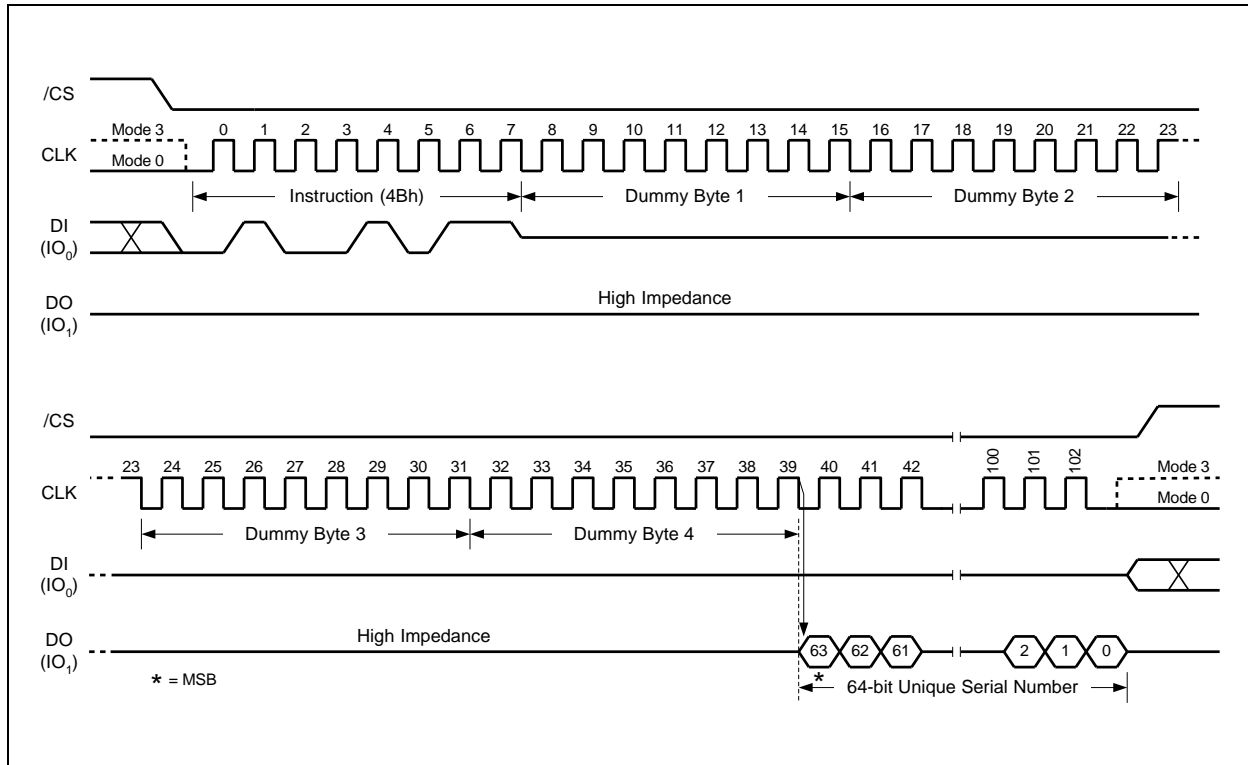 /CS
Mode 3
0 1 2 3 4 5 6 7 8 9 10 11 12 13 14 15 16 17 18 19 20 21 22 23
CLK
Mode 0
Instruction (4Bh) Dummy Byte 1 Dummy Byte 2
DI
(IO0)
High Impedance
DO
(IO1)
/CS
23 24 25 26 27 28 29 30 31 32 33 34 35 36 37 38 39 40 41 42 100 101 102
Mode 3
CLK
Mode 0
Dummy Byte 3 Dummy Byte 4
DI
(IO0)
High Impedance
DO
(IO1)
63 62 61 2 1 0
* = MSB
* 64-bit Unique Serial Number